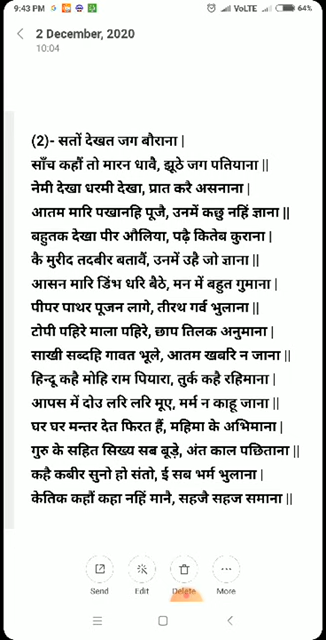 9:43 PM VoLTE 64%
2 December, 2020
10:04
(2)- सतों देखत जग बौराना |
साँच कहौं तो मारन धावै, झूठे जग पतियाना ||
नेमी देखा धरमी देखा, प्रात करै असनाना |
आतम मारि पखानहि पूजै, उनमें कछु नहिं ज्ञाना ||
बहुतक देखा पीर औलिया, पढ़ै कितेब कुराना |
कै मुरीद तदबीर बतावैं, उनमें उहै जो ज्ञाना ||
आसन मारि डिंभ धरि बैठे, मन में बहुत गुमाना |
पीपर पाथर पूजन लागे, तीरथ गर्व भुलाना ||
टोपी पहिरे माला पहिरे, छाप तिलक अनुमाना |
साखी सब्दहि गावत भूले, आतम खबरि न जाना ||
हिन्दू कहै मोहि राम पियारा, तुर्क कहै रहिमाना |
आपस में दोउ लरि लरि मूए, मर्म न काहू जाना ||
घर घर मन्तर देत फिरत हैं, महिमा के अभिमाना |
गुरु के सहित सिख्य सब बूड़े, अंत काल पछिताना ||
कहै कबीर सुनो हो संतो, ई सब भर्म भुलाना |
केतिक कहौं कहा नहिं मानै, सहजै सहज समाना ||
Send Edit Delete More